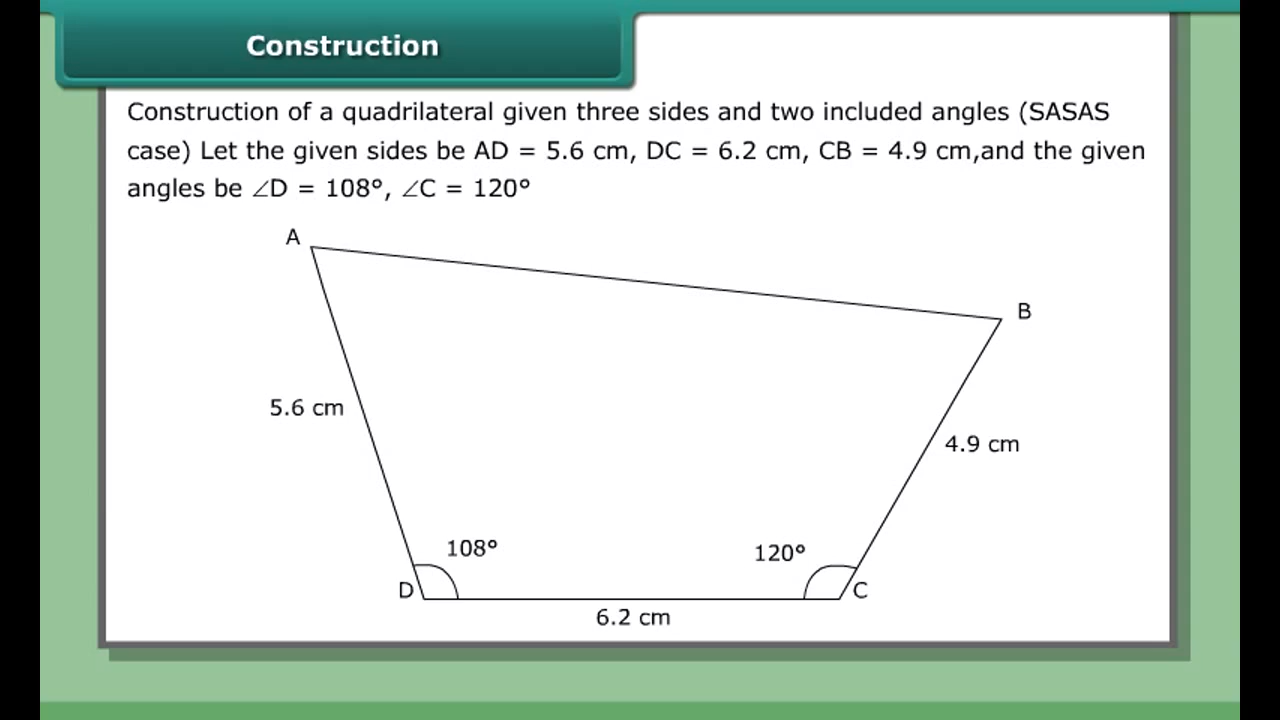 Construction
Construction of a quadrilateral given three sides and two included angles (SASAS
case) Let the given sides be AD = 5.6 cm, DC = 6.2 cm, CB = 4.9 cm,and the given
angles be ∠D = 108°, ∠C = 120°
A
B
5.6 cm
4.9 cm
108°
120°
D
C
6.2 cm